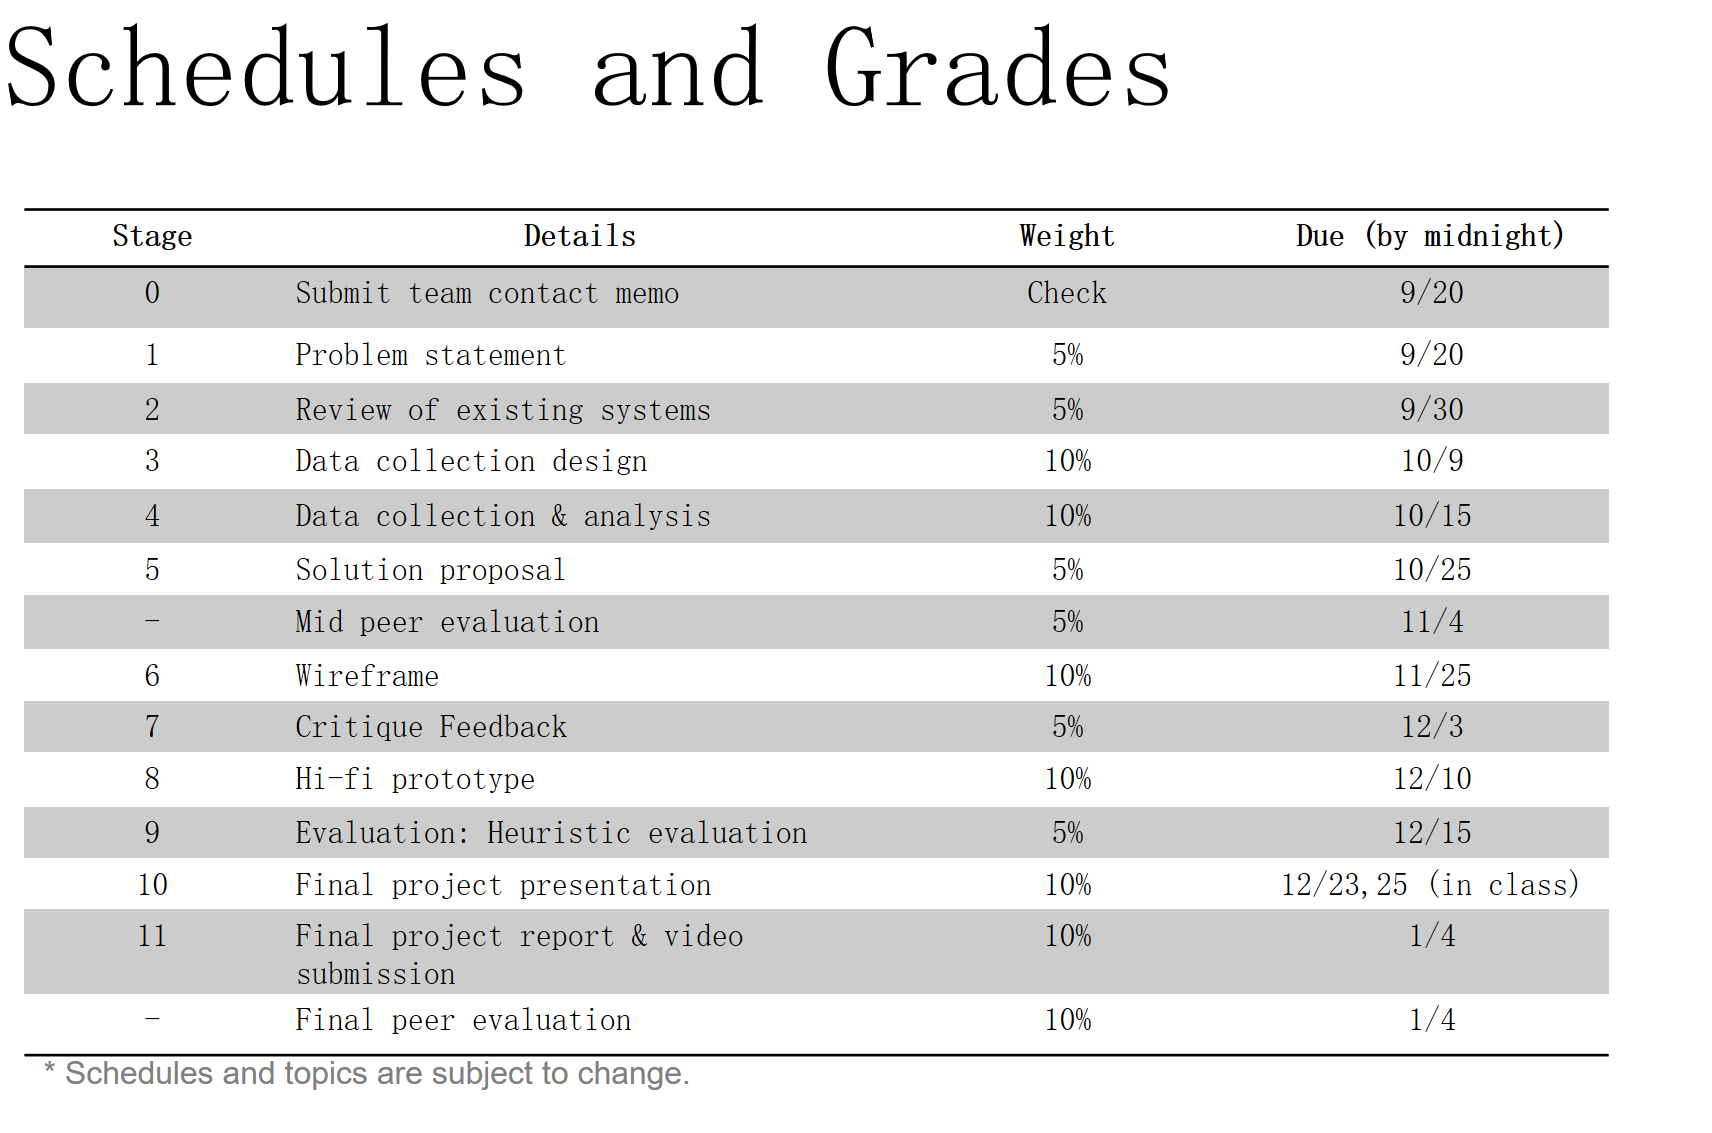 Schedules and Grades
Stage Details Weight Due (by midnight)
0 Submit team contact memo Check 9/20
1 Problem statement 5% 9/20
2 Review of existing systems 5% 9/30
3 Data collection design 10% 10/9
4 Data collection & analysis 10% 10/15
5 Solution proposal 5% 10/25
- Mid peer evaluation 5% 11/4
6 Wireframe 10% 11/25
7 Critique Feedback 5% 12/3
8 Hi-fi prototype 10% 12/10
9 Evaluation: Heuristic evaluation 5% 12/15
10 Final project presentation 10% 12/23,25 (in class)
11 Final project report & video 10% 1/4
submission
- Final peer evaluation 10% 1/4
* Schedules and topics are subject to change.